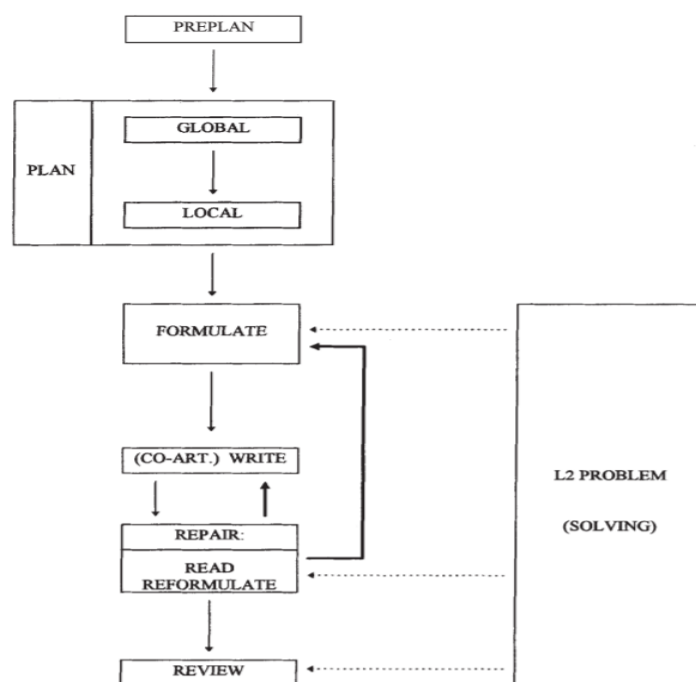 PREPLAN
GLOBAL
PLAN
LOCAL
FORMULATE
(CO-ART.) WRITE
L2 PROBLEM
(SOLVING)
REPAIR:
READ
REFORMULATE
REVIEW